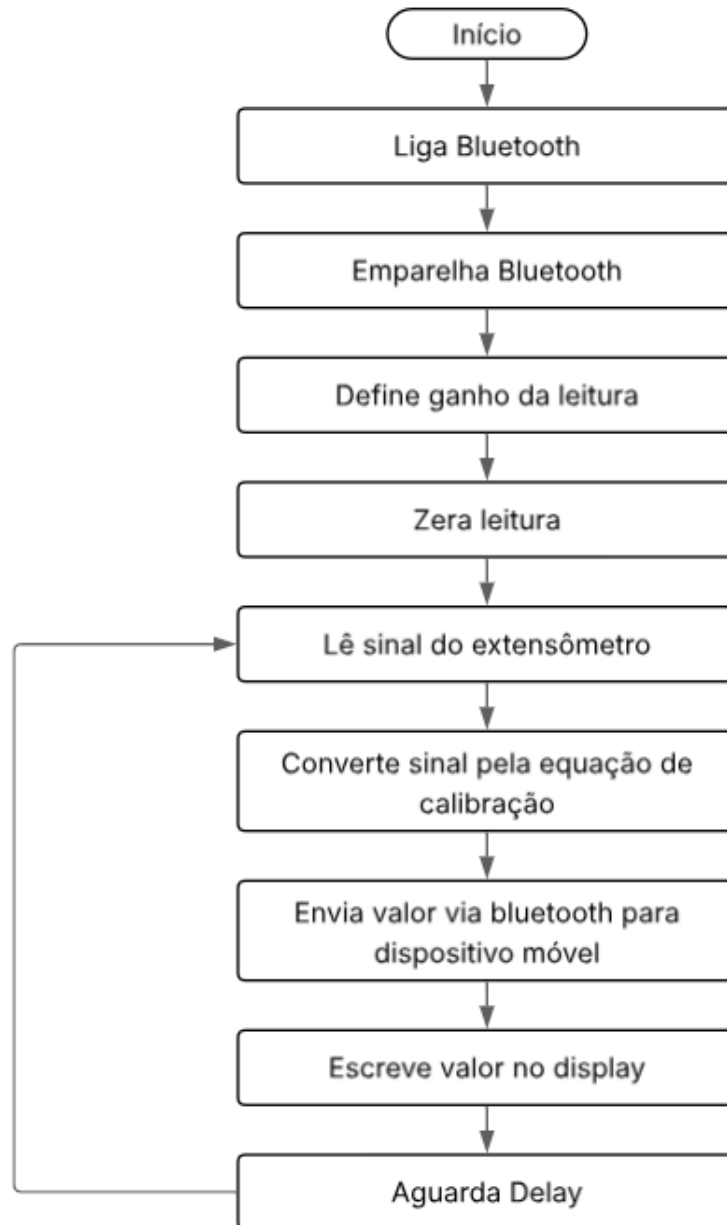 Início
Liga Bluetooth
Emparelha Bluetooth
Define ganho da leitura
Zera leitura
Lê sinal do extensômetro
Converte sinal pela equação de
calibração
Envia valor via bluetooth para
dispositivo móvel
Escreve valor no display
Aguarda Delay